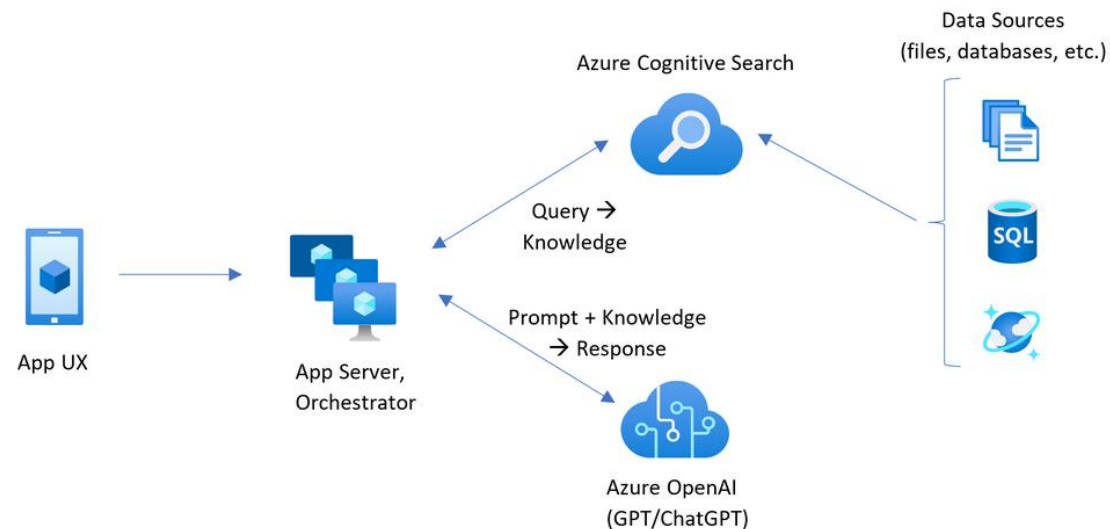 Data Sources
(files, databases, etc.)
Azure Cognitive Search
Query →
Knowledge
SQL
Prompt + Knowledge
→ Response
App UX
App Server,
Orchestrator
Azure OpenAI
(GPT/ChatGPT)